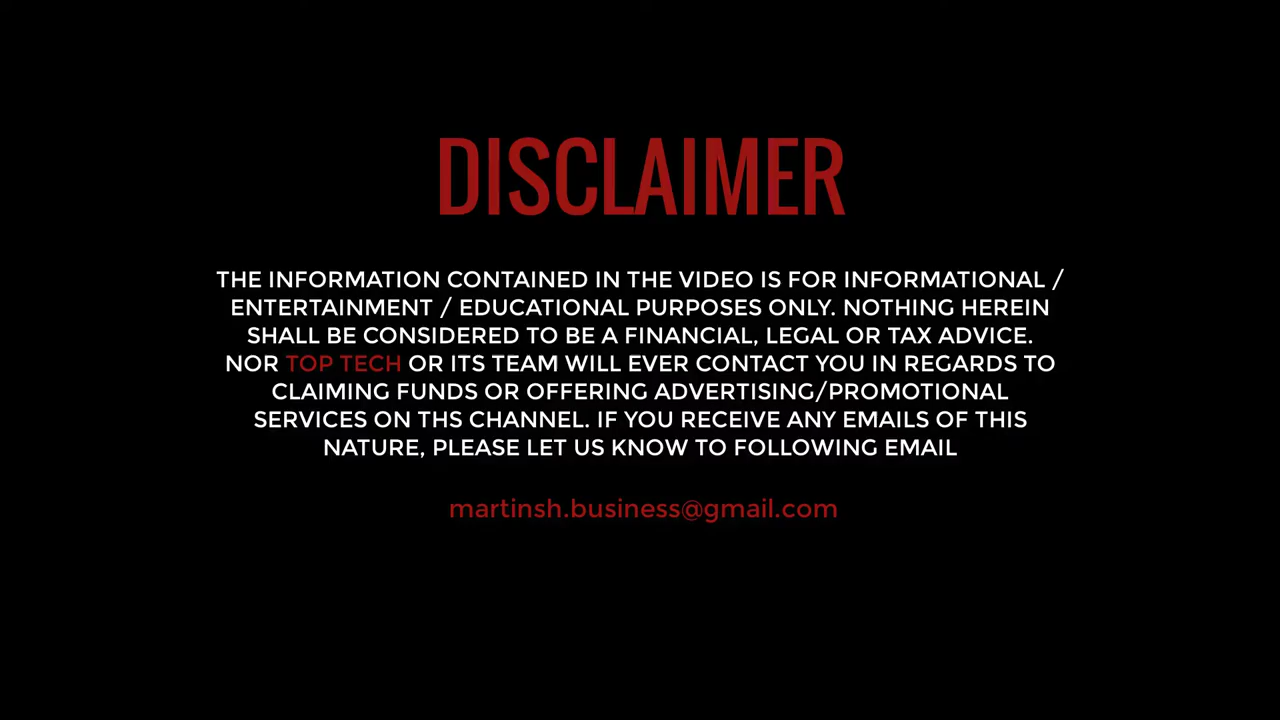 DISCLAIMER
THE INFORMATION CONTAINED IN THE VIDEO IS FOR INFORMATIONAL /
ENTERTAINMENT / EDUCATIONAL PURPOSES ONLY. NOTHING HEREIN
SHALL BE CONSIDERED TO BE A FINANCIAL, LEGAL OR TAX ADVICE.
NOR TOP TECH OR ITS TEAM WILL EVER CONTACT YOU IN REGARDS TO
CLAIMING FUNDS OR OFFERING ADVERTISING/PROMOTIONAL
SERVICES ON THS CHANNEL. IF YOU RECEIVE ANY EMAILS OF THIS
NATURE, PLEASE LET US KNOW TO FOLLOWING EMAIL
martinsh.business@gmail.com